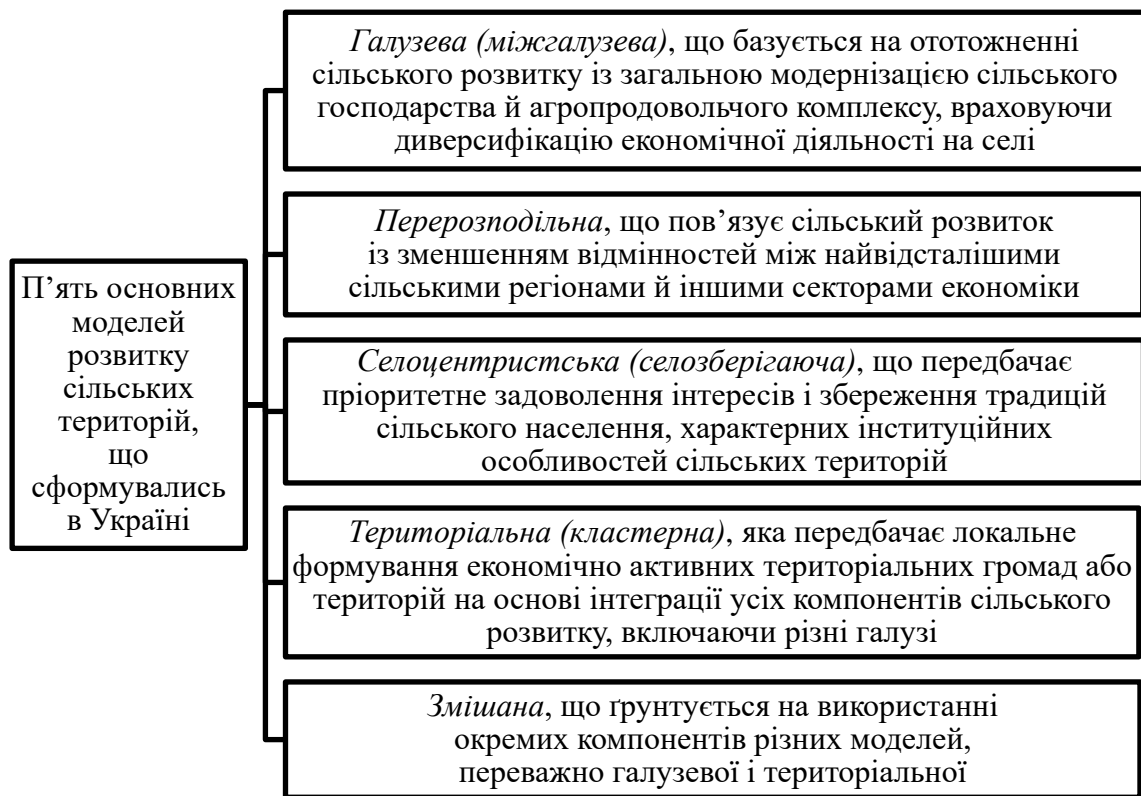 П’ять основних
моделей
розвитку
сільських
територій,
що
сформувались
в Україні
Галузева (міжгалузева), що базується на ототожненні
сільського розвитку із загальною модернізацією сільського
господарства й агропродовольчого комплексу, враховуючи
диверсифікацію економічної діяльності на селі
Перерозподільна, що пов’язує сільський розвиток
із зменшенням відмінностей між найвідсталішими
сільськими регіонами й іншими секторами економіки
Селоцентристська (селозберігаюча), що передбачає
пріоритетне задоволення інтересів і збереження традицій
сільського населення, характерних інституційних
особливостей сільських територій
Територіальна (кластерна), яка передбачає локальне
формування економічно активних територіальних громад або
територій на основі інтеграції усіх компонентів сільського
розвитку, включаючи різні галузі
Змішана, що ґрунтується на використанні
окремих компонентів різних моделей,
переважно галузевої і територіальної